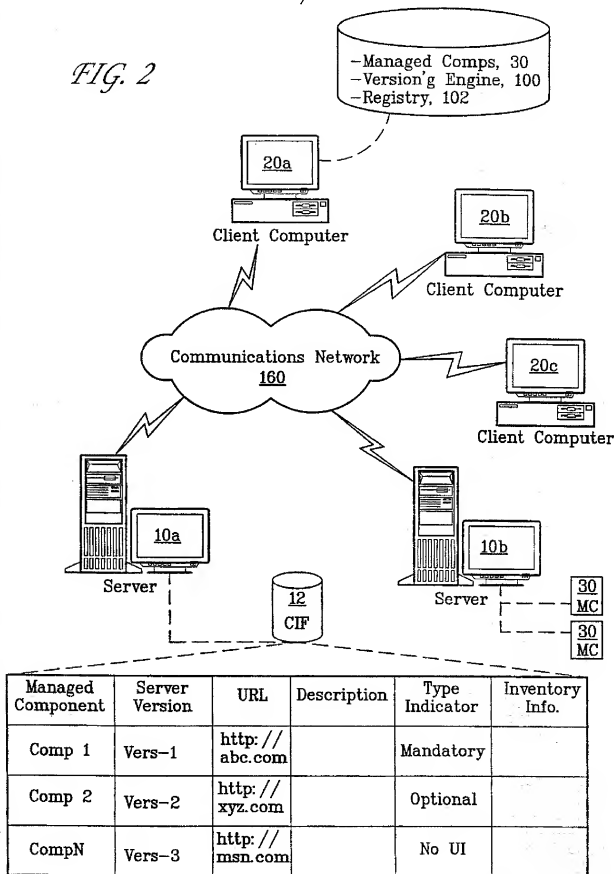 FIG. 2
–Managed Comps, 30
–Version'g Engine, 100
–Registry, 102
20a
Client Computer
20b
Client Computer
Communications Network
160
20c
Client Computer
10a
Server
10b
Server
30
MC
30
MC
12
CIF
Managed Component Server Version URL Description Type Indicator Inventory Info.
Comp 1 Vers–1 http://abc.com Mandatory
Comp 2 Vers–2 http://xyz.com Optional
CompN Vers–3 http://msn.com No UI